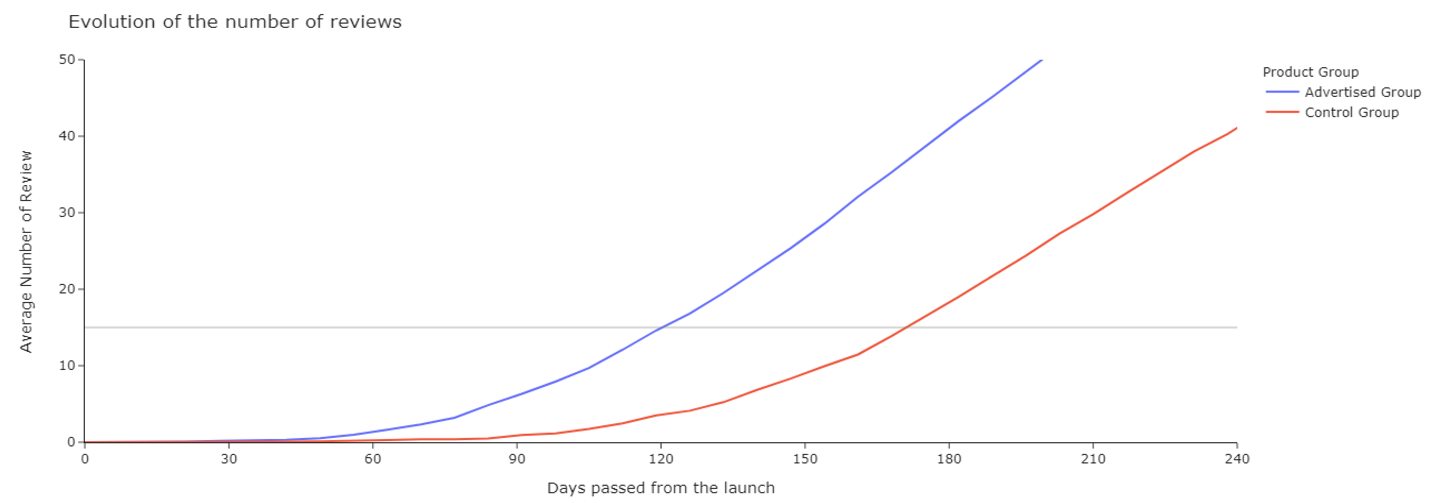 Evolution of the number of reviews
50
40
30
20
10
0
Average Number of Review
0 30 60 90 120 150 180 210 240
Days passed from the launch
Product Group
Advertised Group
Control Group